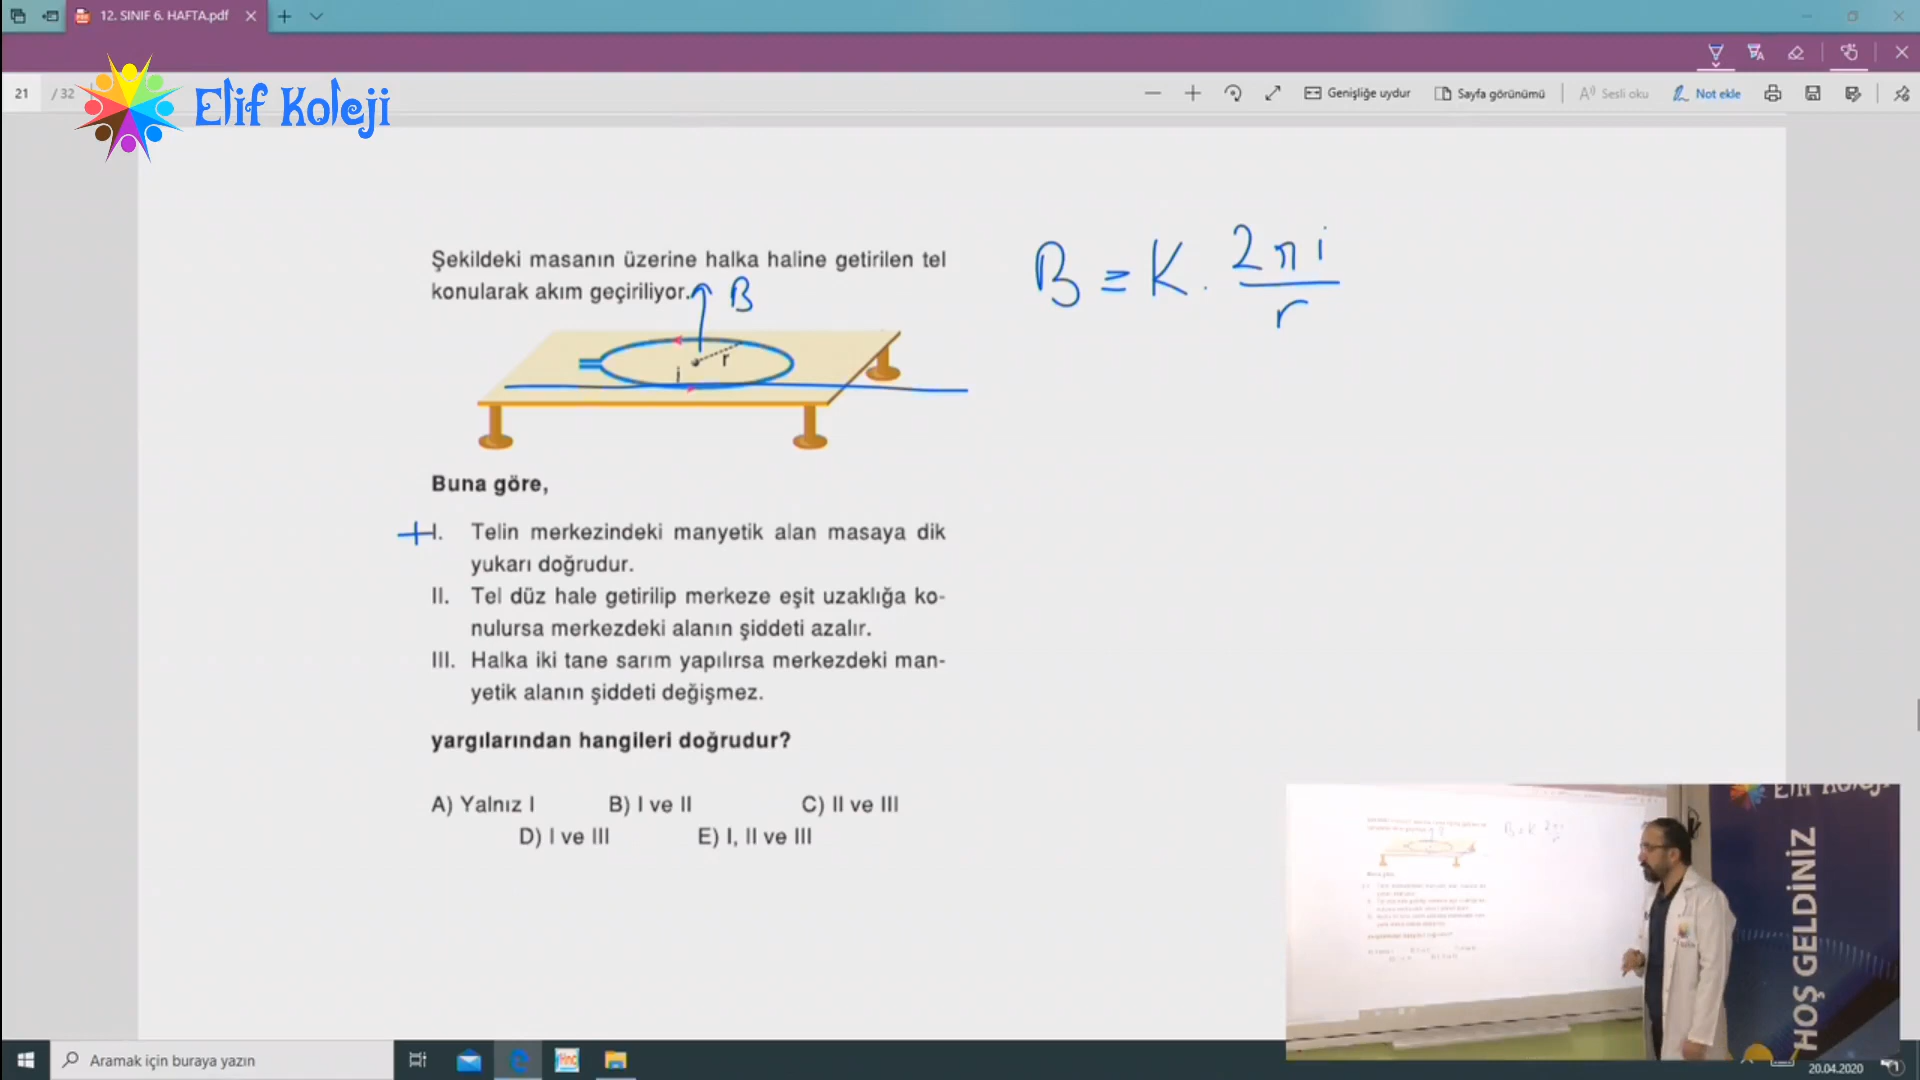 12. SINIF 6. HAFTA.pdf
21 / 32
Elif Koleji
Genişliğe uydur
Sayfa görünümü
Sesli oku
Not ekle
Şekildeki masanın üzerine halka haline getirilen tel
konularak akım geçiriliyor.
B
B = K . 2πi / r
r
i
Buna göre,
I. Telin merkezindeki manyetik alan masaya dik
yukarı doğrudur.
II. Tel düz hale getirilip merkeze eşit uzaklığa ko-
nulursa merkezdeki alanın şiddeti azalır.
III. Halka iki tane sarım yapılırsa merkezdeki man-
yetik alanın şiddeti değişmez.
yargılarından hangileri doğrudur?
A) Yalnız I B) I ve II C) II ve III
D) I ve III E) I, II ve III
Elif Koleji
HOŞ GELDİNİZ
Aramak için buraya yazın
20.04.2020